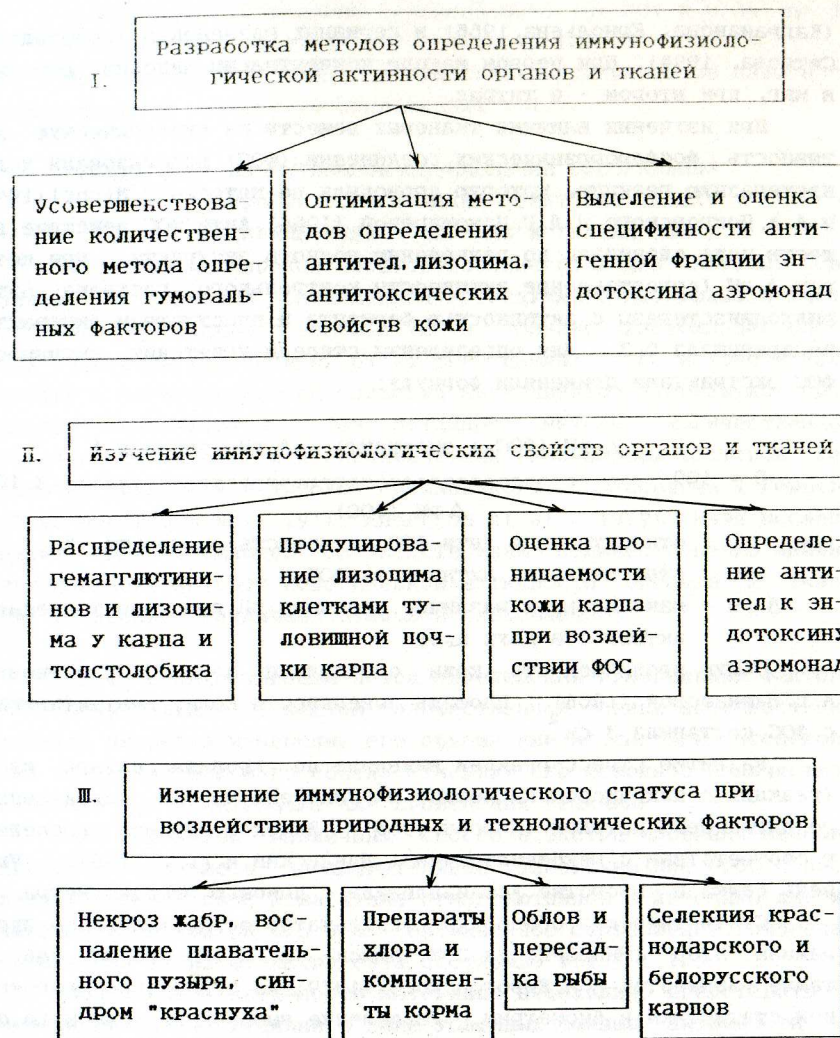 Разработка методов определения иммунофизиоло-
I.
гической активности органов и тканей
Усовершенствова-
ние количествен-
ного метода опре
деления гумораль-
ных факторов
Оптимизация мето-
дов определения
антител, лизоцима,
антитоксических
свойств кожи
Выделение и оценка
специфичности анти-
генной фракции эн-
дотоксина аэромонад
II. Изучение иммунофизиологических свойств органов и тканей
Распределение
гемагглютини-
нов и лизоци-
ма у карпа и
толстолобика
Продуцирова-
ние лизоцима
клетками ту-
ловишной поч-
ки карпа
Оценка про-
ницаемости
кожи карпа
при воздей-
ствии ФОС
Определе-
ние анти-
тел к эн-
дотоксину
аэромонад
III. Изменение иммунофизиологического статуса при
воздействии природных и технологических факторов
Некроз жабр, вос-
паление плаватель-
ного пузыря, син-
дром "краснуха"
Препараты
хлора и
компонен-
ты корма
Облов и
пересад-
ка рыбы
Селекция крас-
нодарского и
белорусского
карпов